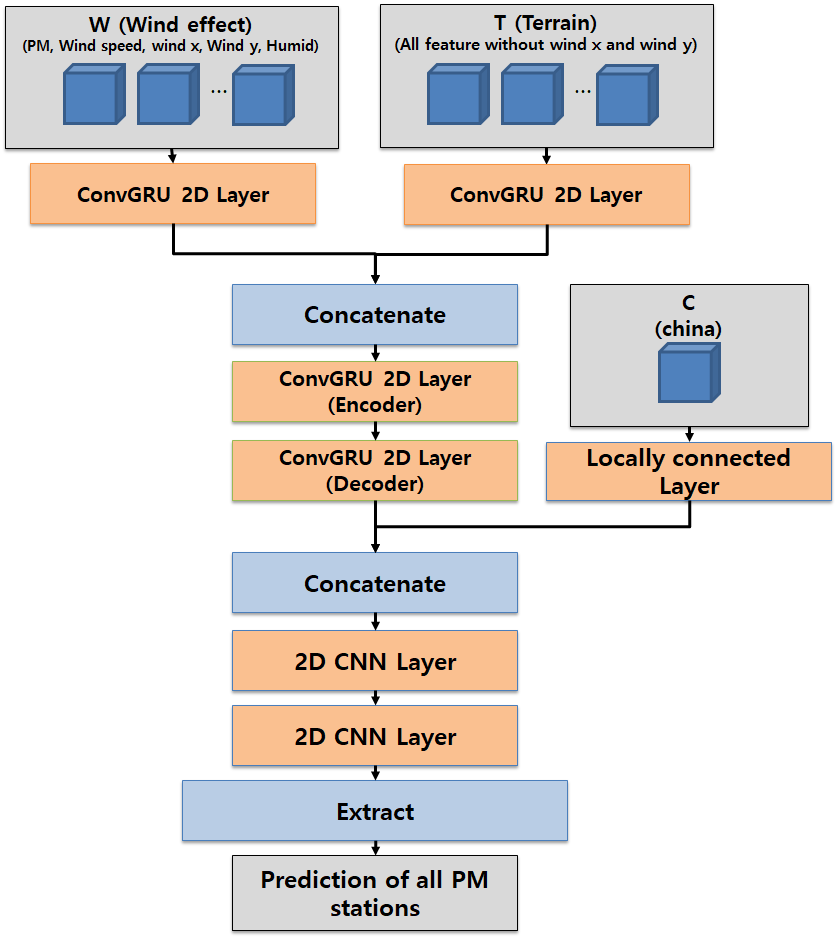 W (Wind effect)
(PM, Wind speed, wind x, Wind y, Humid)
...
T (Terrain)
(All feature without wind x and wind y)
...
ConvGRU 2D Layer
ConvGRU 2D Layer
Concatenate
C
(china)
ConvGRU 2D Layer
(Encoder)
ConvGRU 2D Layer
(Decoder)
Locally connected
Layer
Concatenate
2D CNN Layer
2D CNN Layer
Extract
Prediction of all PM
stations